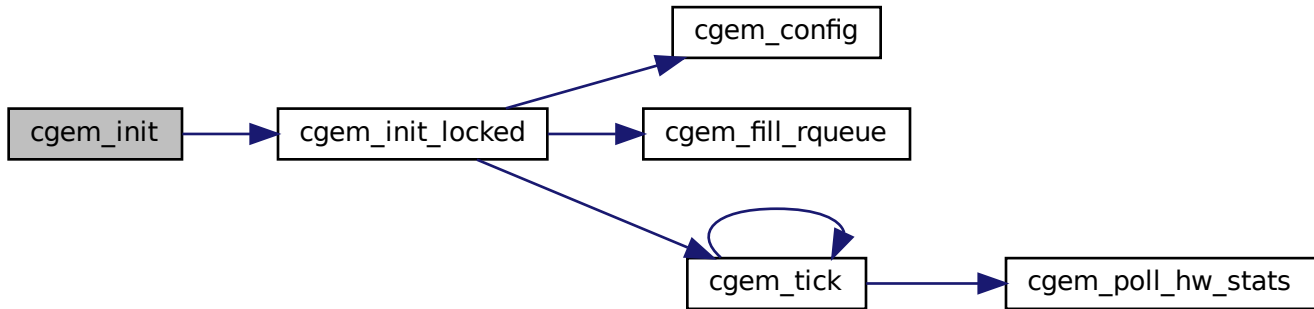 cgem_config
cgem_init
cgem_init_locked
cgem_fill_rqueue
cgem_tick
cgem_poll_hw_stats